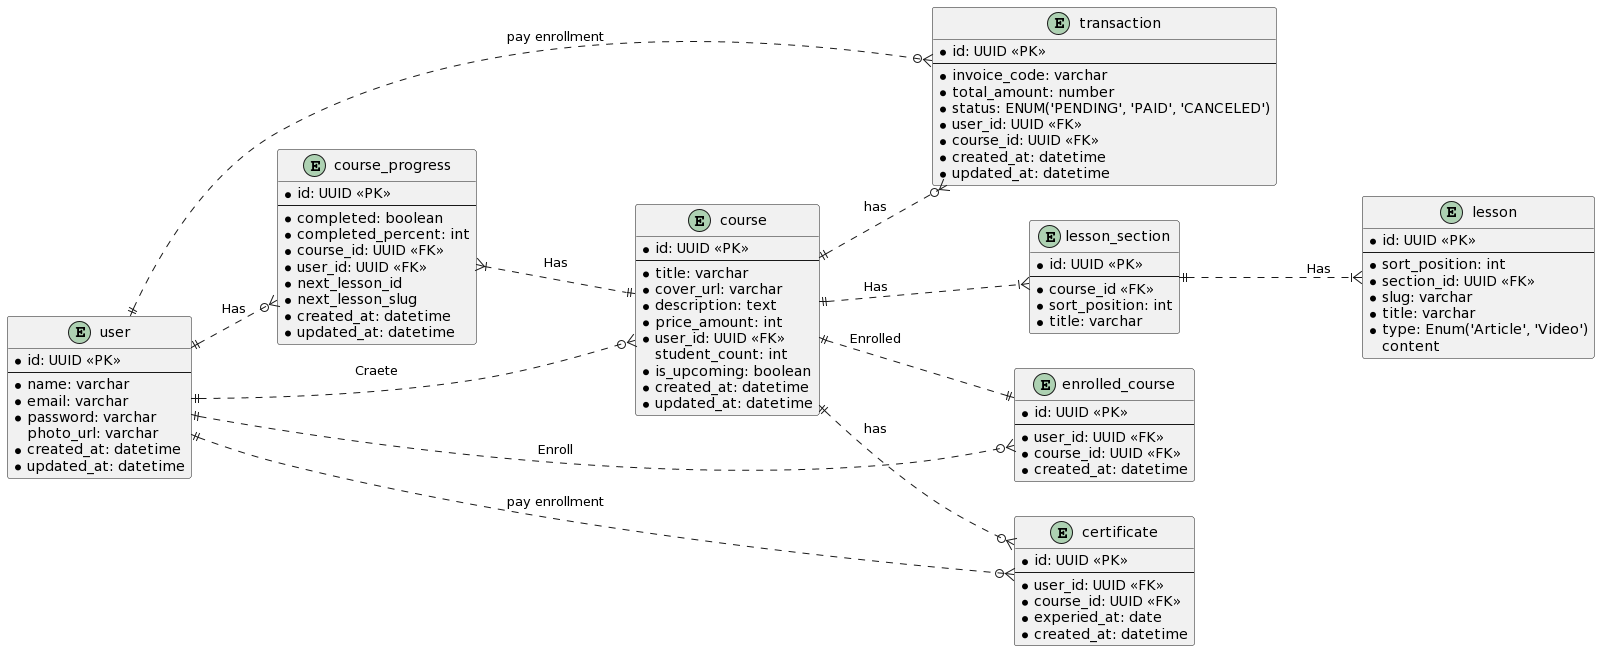 E transaction
id: UUID «PK»
invoice_code: varchar
total_amount: number
status: ENUM('PENDING', 'PAID', 'CANCELED')
user_id: UUID «FK»
course_id: UUID «FK»
created_at: datetime
updated_at: datetime
pay enrollment
E course_progress
id: UUID «PK»
completed: boolean
completed_percent: int
course_id: UUID «FK»
user_id: UUID «FK»
next_lesson_id
next_lesson_slug
created_at: datetime
updated_at: datetime
Has
Has
E user
id: UUID «PK»
name: varchar
email: varchar
password: varchar
photo_url: varchar
created_at: datetime
updated_at: datetime
Craete
Enroll
pay enrollment
E course
id: UUID «PK»
title: varchar
cover_url: varchar
description: text
price_amount: int
user_id: UUID «FK»
student_count: int
is_upcoming: boolean
created_at: datetime
updated_at: datetime
has
Has
Enrolled
has
E lesson_section
id: UUID «PK»
course_id «FK»
sort_position: int
title: varchar
Has
E lesson
id: UUID «PK»
sort_position: int
section_id: UUID «FK»
slug: varchar
title: varchar
type: Enum('Article', 'Video')
content
E enrolled_course
id: UUID «PK»
user_id: UUID «FK»
course_id: UUID «FK»
created_at: datetime
E certificate
id: UUID «PK»
user_id: UUID «FK»
course_id: UUID «FK»
experied_at: date
created_at: datetime